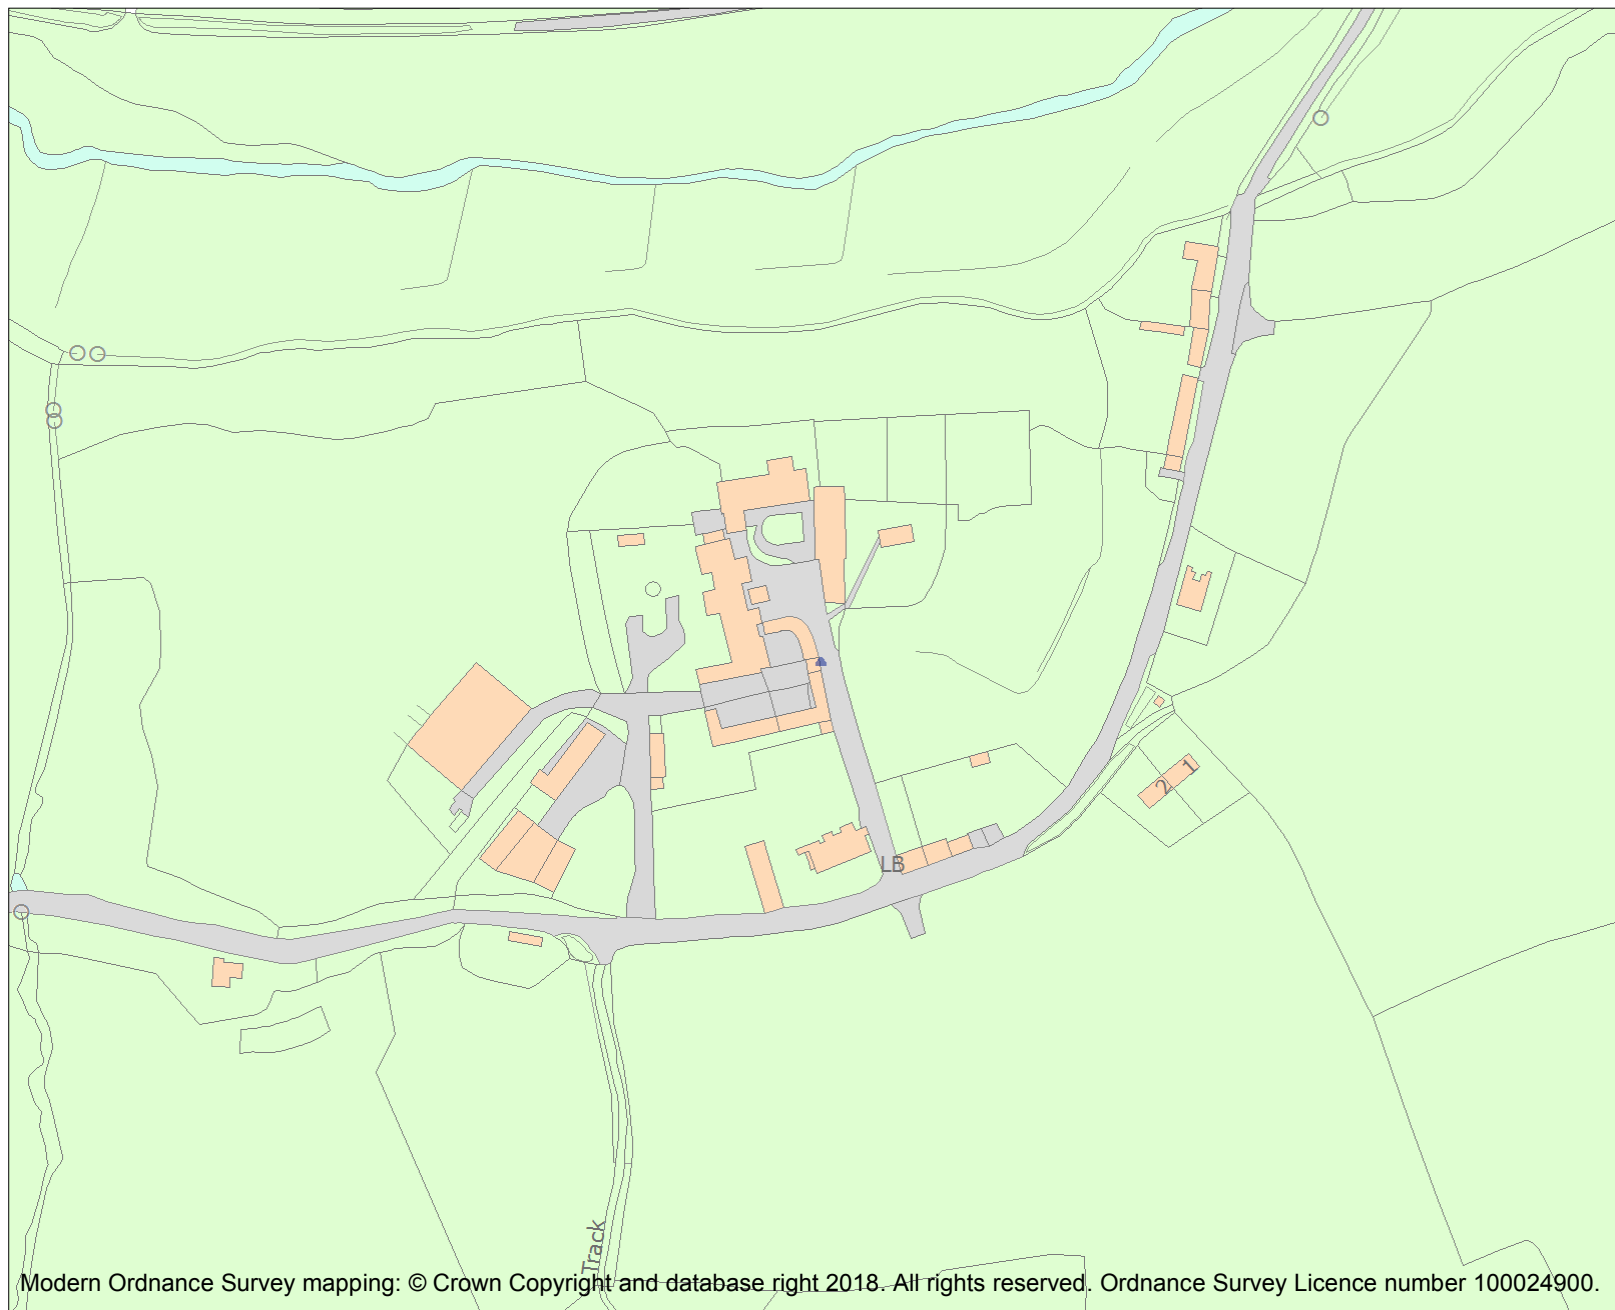 1
2
LB
Track
Modern Ordnance Survey mapping: © Crown Copyright and database right 2018. All rights reserved. Ordnance Survey Licence number 100024900.